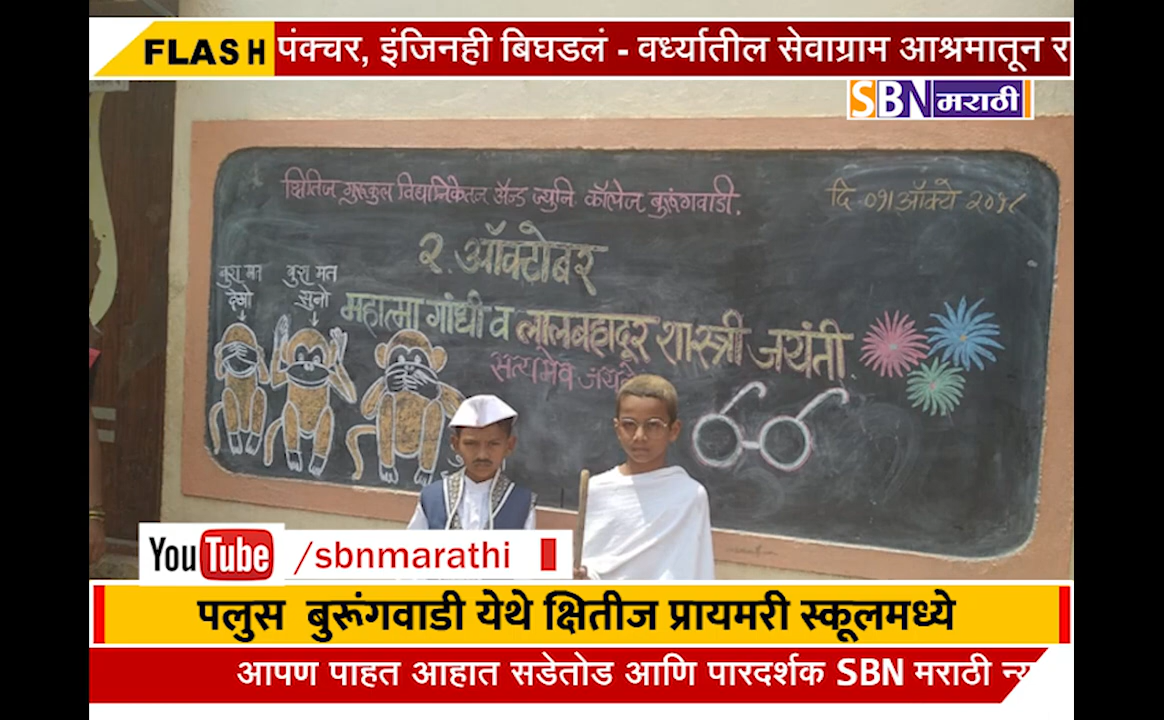 FLASH पंक्चर, इंजिनही बिघडलं - वर्ध्यातील सेवाग्राम आश्रमातून र
SBN मराठी
क्षितिज गुरुकुल विद्यानिकेतन अँन्ड ज्युनि कॉलेज बुरुंगवाडी.
दि ०१/ऑक्टो २०१८
२. ऑक्टोबर
बुरा मत देखो
बुरा मत सुनो
महात्मा गांधी व लालबहादूर शास्त्री जयंती.
सत्यमेव जयते
YouTube /sbnmarathi
पलुस बुरूंगवाडी येथे क्षितीज प्रायमरी स्कूलमध्ये
आपण पाहत आहात सडेतोड आणि पारदर्शक SBN मराठी न्यु